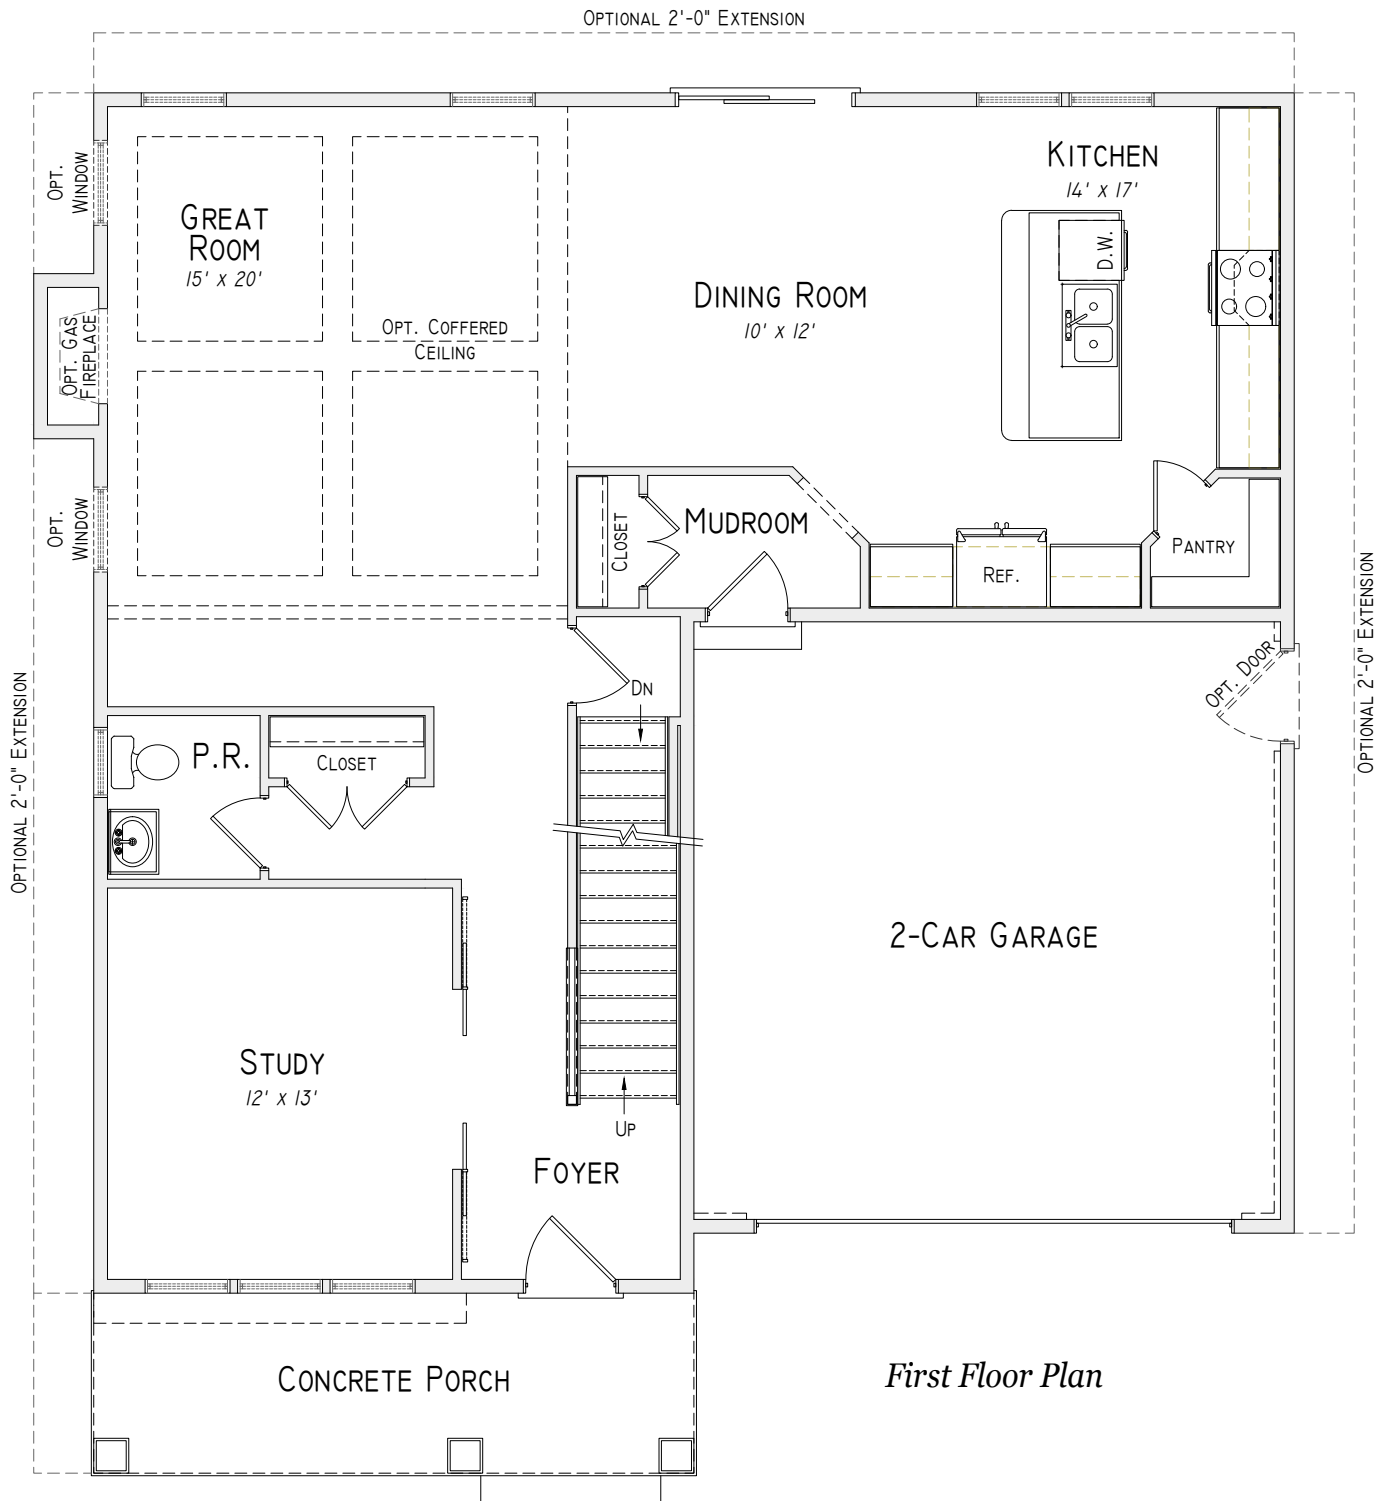 OPTIONAL 2'-0" EXTENSION
OPT.
WINDOW
GREAT
ROOM
15' x 20'
KITCHEN
14' x 17'
D.W.
DINING ROOM
10' x 12'
OPT. GAS
FIREPLACE
OPT. COFFERED
CEILING
OPT.
WINDOW
CLOSET
MUDROOM
REF.
PANTRY
OPTIONAL 2'-0" EXTENSION
OPTIONAL 2'-0" EXTENSION
DN
OPT. DOOR
P.R.
CLOSET
2-CAR GARAGE
STUDY
12' x 13'
UP
FOYER
CONCRETE PORCH
First Floor Plan